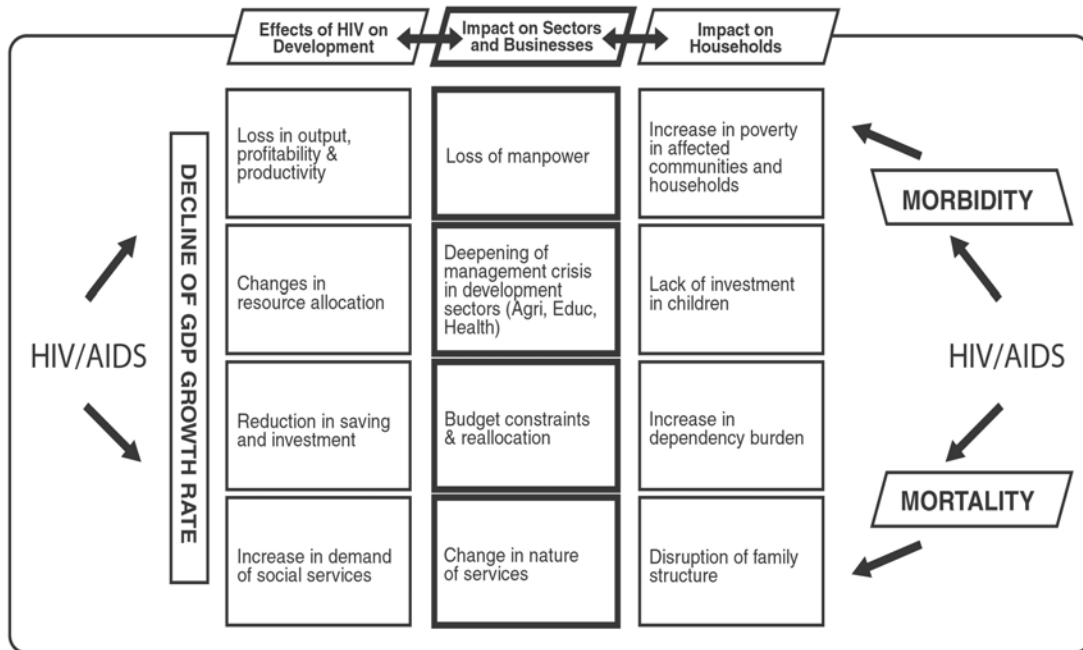 Effects of HIV on
Development
Impact on Sectors
and Businesses
Impact on
Households
DECLINE OF GDP GROWTH RATE
HIV/AIDS
Loss in output,
profitability &
productivity
Loss of manpower
Increase in poverty
in affected
communities and
households
Changes in
resource allocation
Deepening of
management crisis
in development
sectors (Agri, Educ,
Health)
Lack of investment
in children
Reduction in saving
and investment
Budget constraints
& reallocation
Increase in
dependency burden
Increase in demand
of social services
Change in nature
of services
Disruption of family
structure
MORBIDITY
HIV/AIDS
MORTALITY